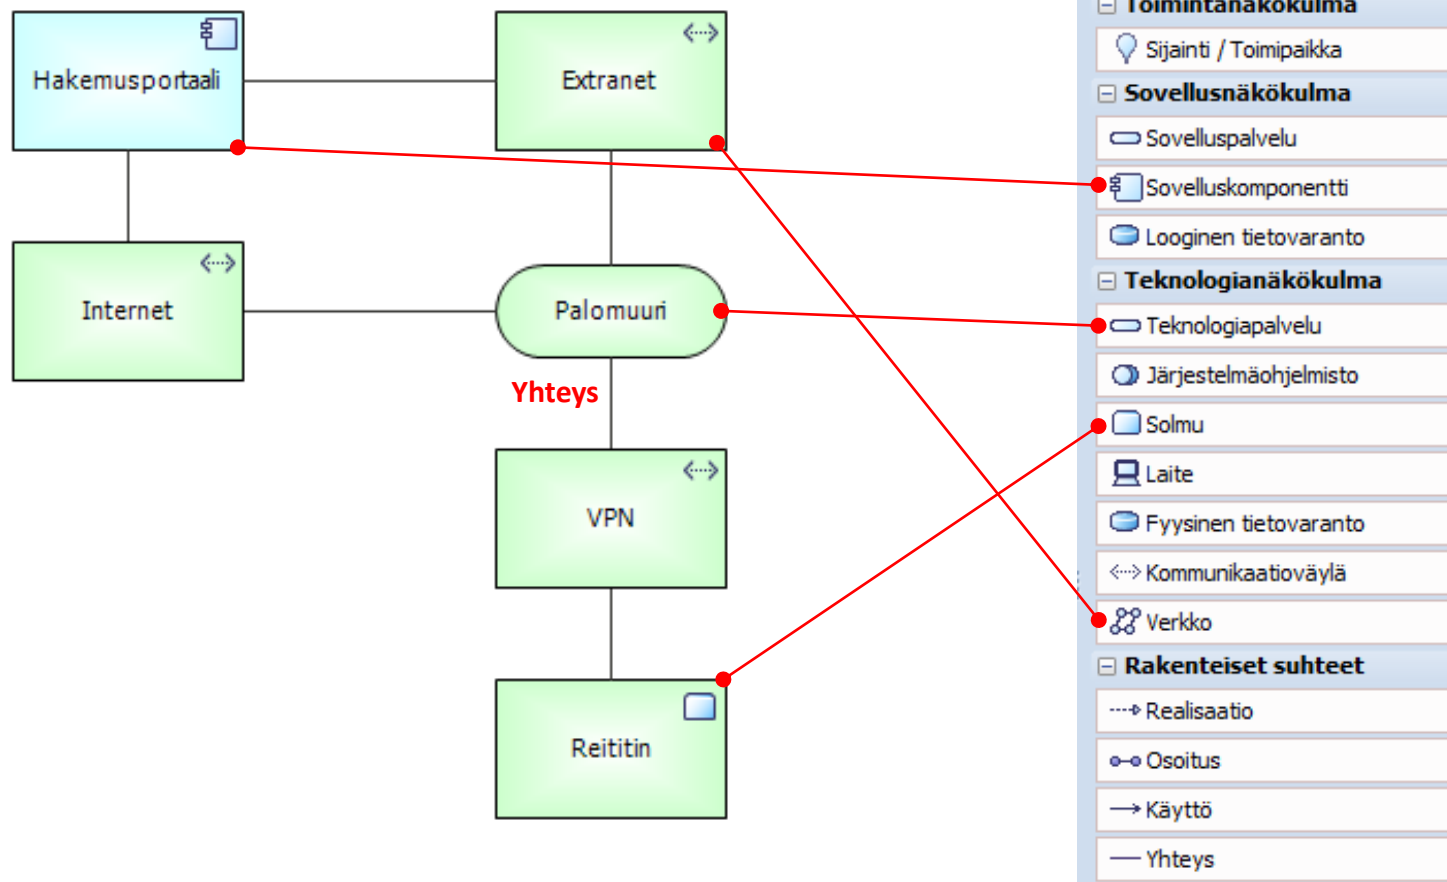 Hakemusportaali
Extranet
Internet
Palomuuri
Yhteys
VPN
Reititin
Toimintanäkökulma
Sijainti / Toimipaikka
Sovellusnäkökulma
Sovelluspalvelu
Sovelluskomponentti
Looginen tietovaranto
Teknologianäkökulma
Teknologiapalvelu
Järjestelmäohjelmisto
Solmu
Laite
Fyysinen tietovaranto
Kommunikaatioväylä
Verkko
Rakenteiset suhteet
Realisaatio
Osoitus
Käyttö
Yhteys